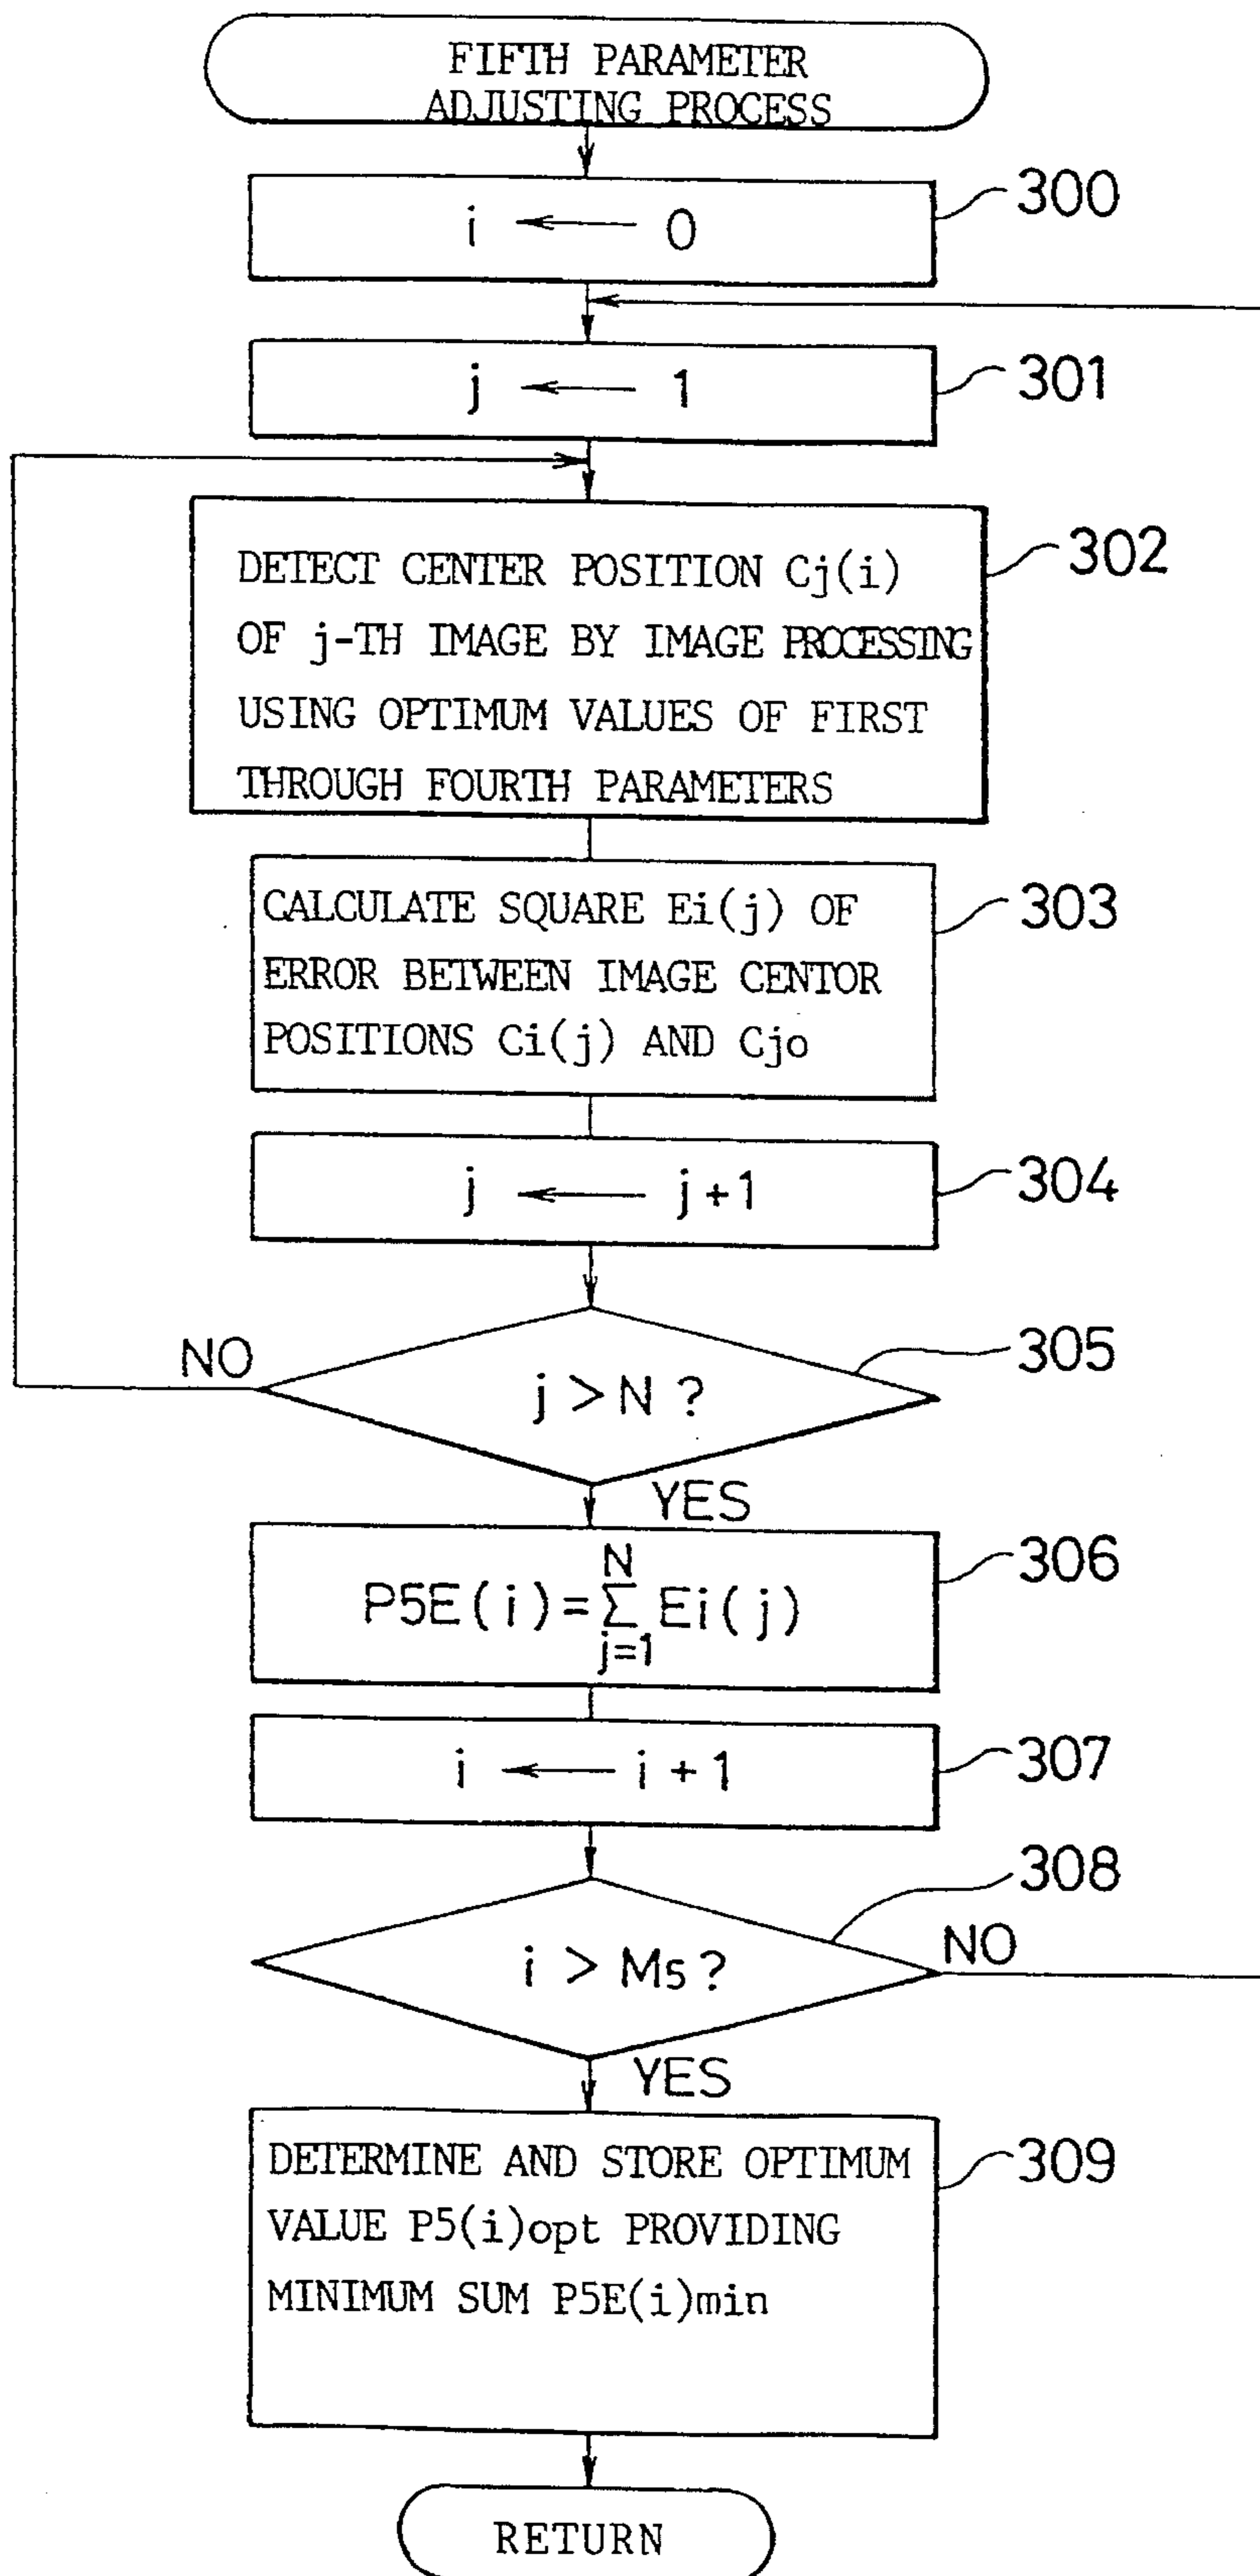 FIFTH PARAMETER
ADJUSTING PROCESS
i ← 0
300
j ← 1
301
DETECT CENTER POSITION Cj(i)
OF j-TH IMAGE BY IMAGE PROCESSING
USING OPTIMUM VALUES OF FIRST
THROUGH FOURTH PARAMETERS
302
CALCULATE SQUARE Ei(j) OF
ERROR BETWEEN IMAGE CENTOR
POSITIONS Ci(j) AND Cjo
303
j ← j+1
304
NO
j > N ?
305
YES
P5E(i)=∑Ei(j)
N
j=1
306
i ← i+1
307
308
i > M5?
NO
YES
DETERMINE AND STORE OPTIMUM
VALUE P5(i)opt PROVIDING
MINIMUM SUM P5E(i)min
309
RETURN